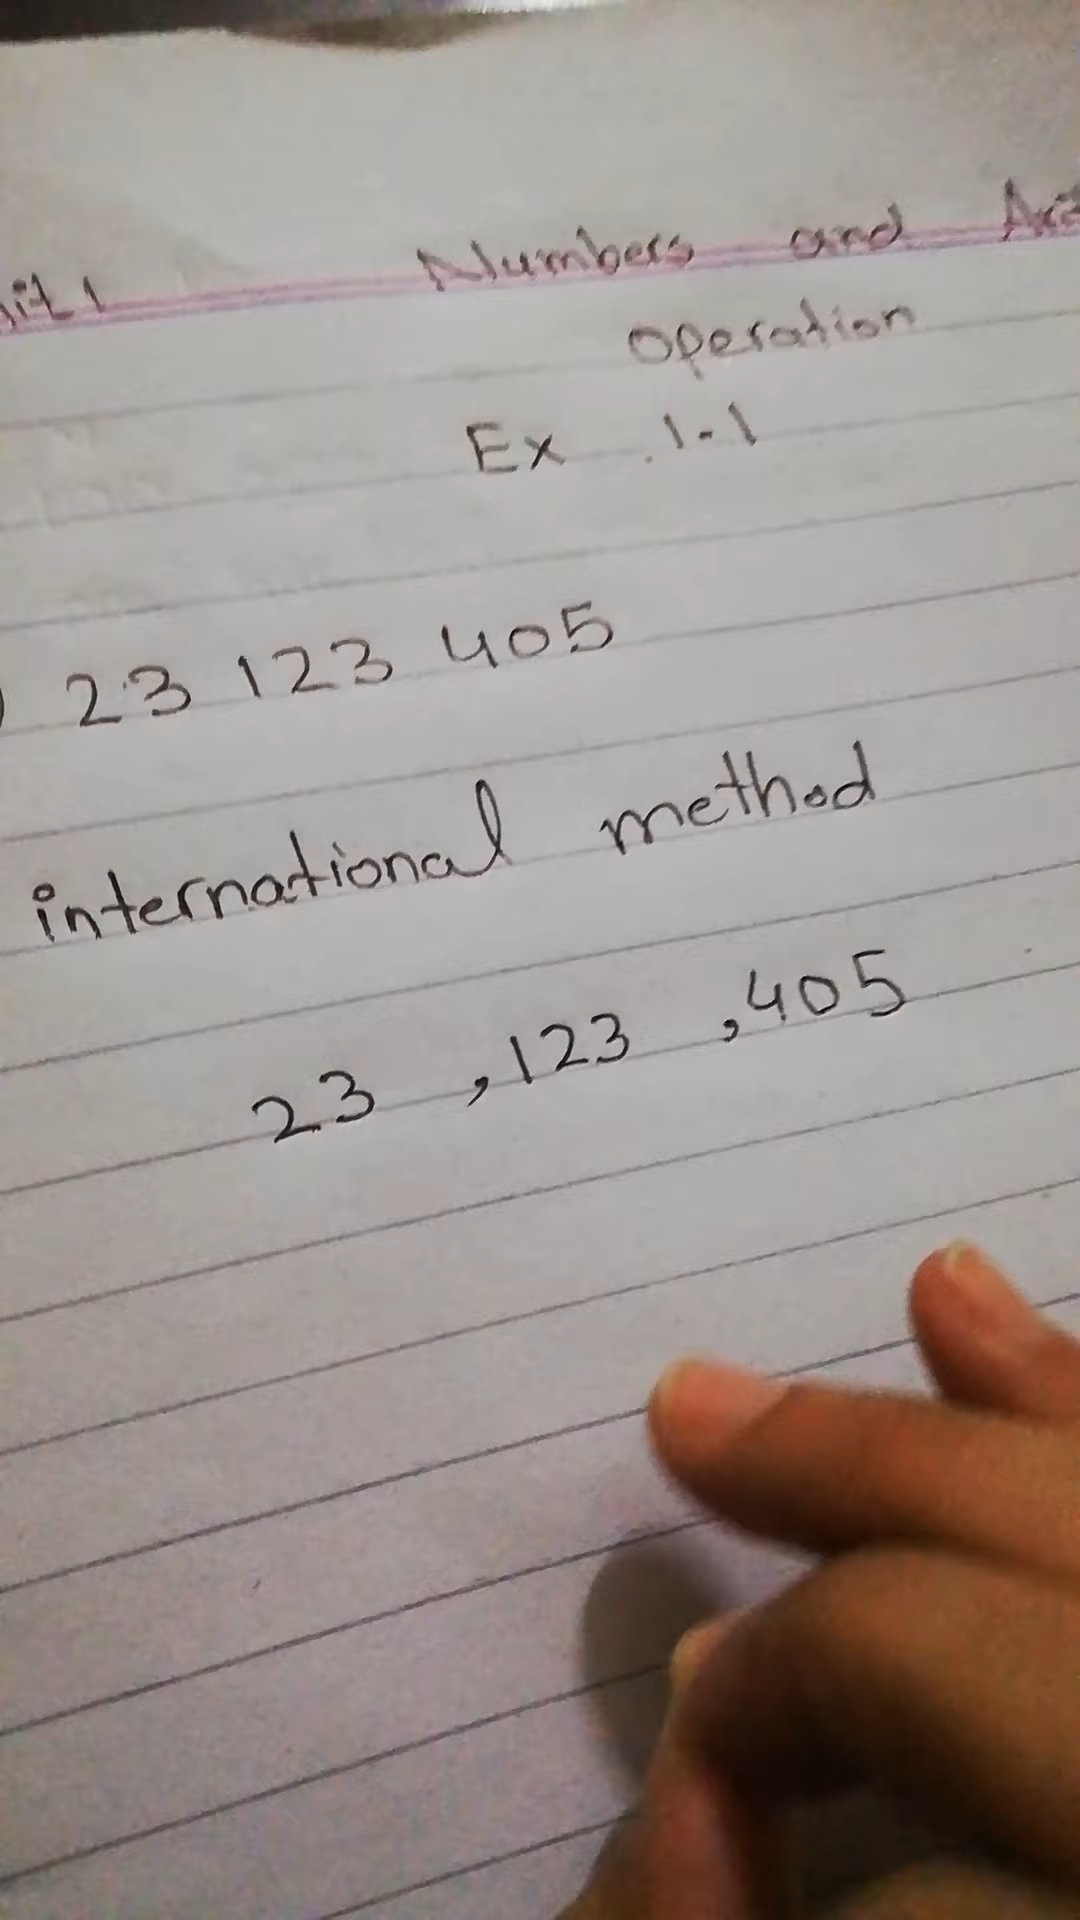 Numbers and
Operation
Ex . 1-1
23 123 405
international method
23 ,123 ,405